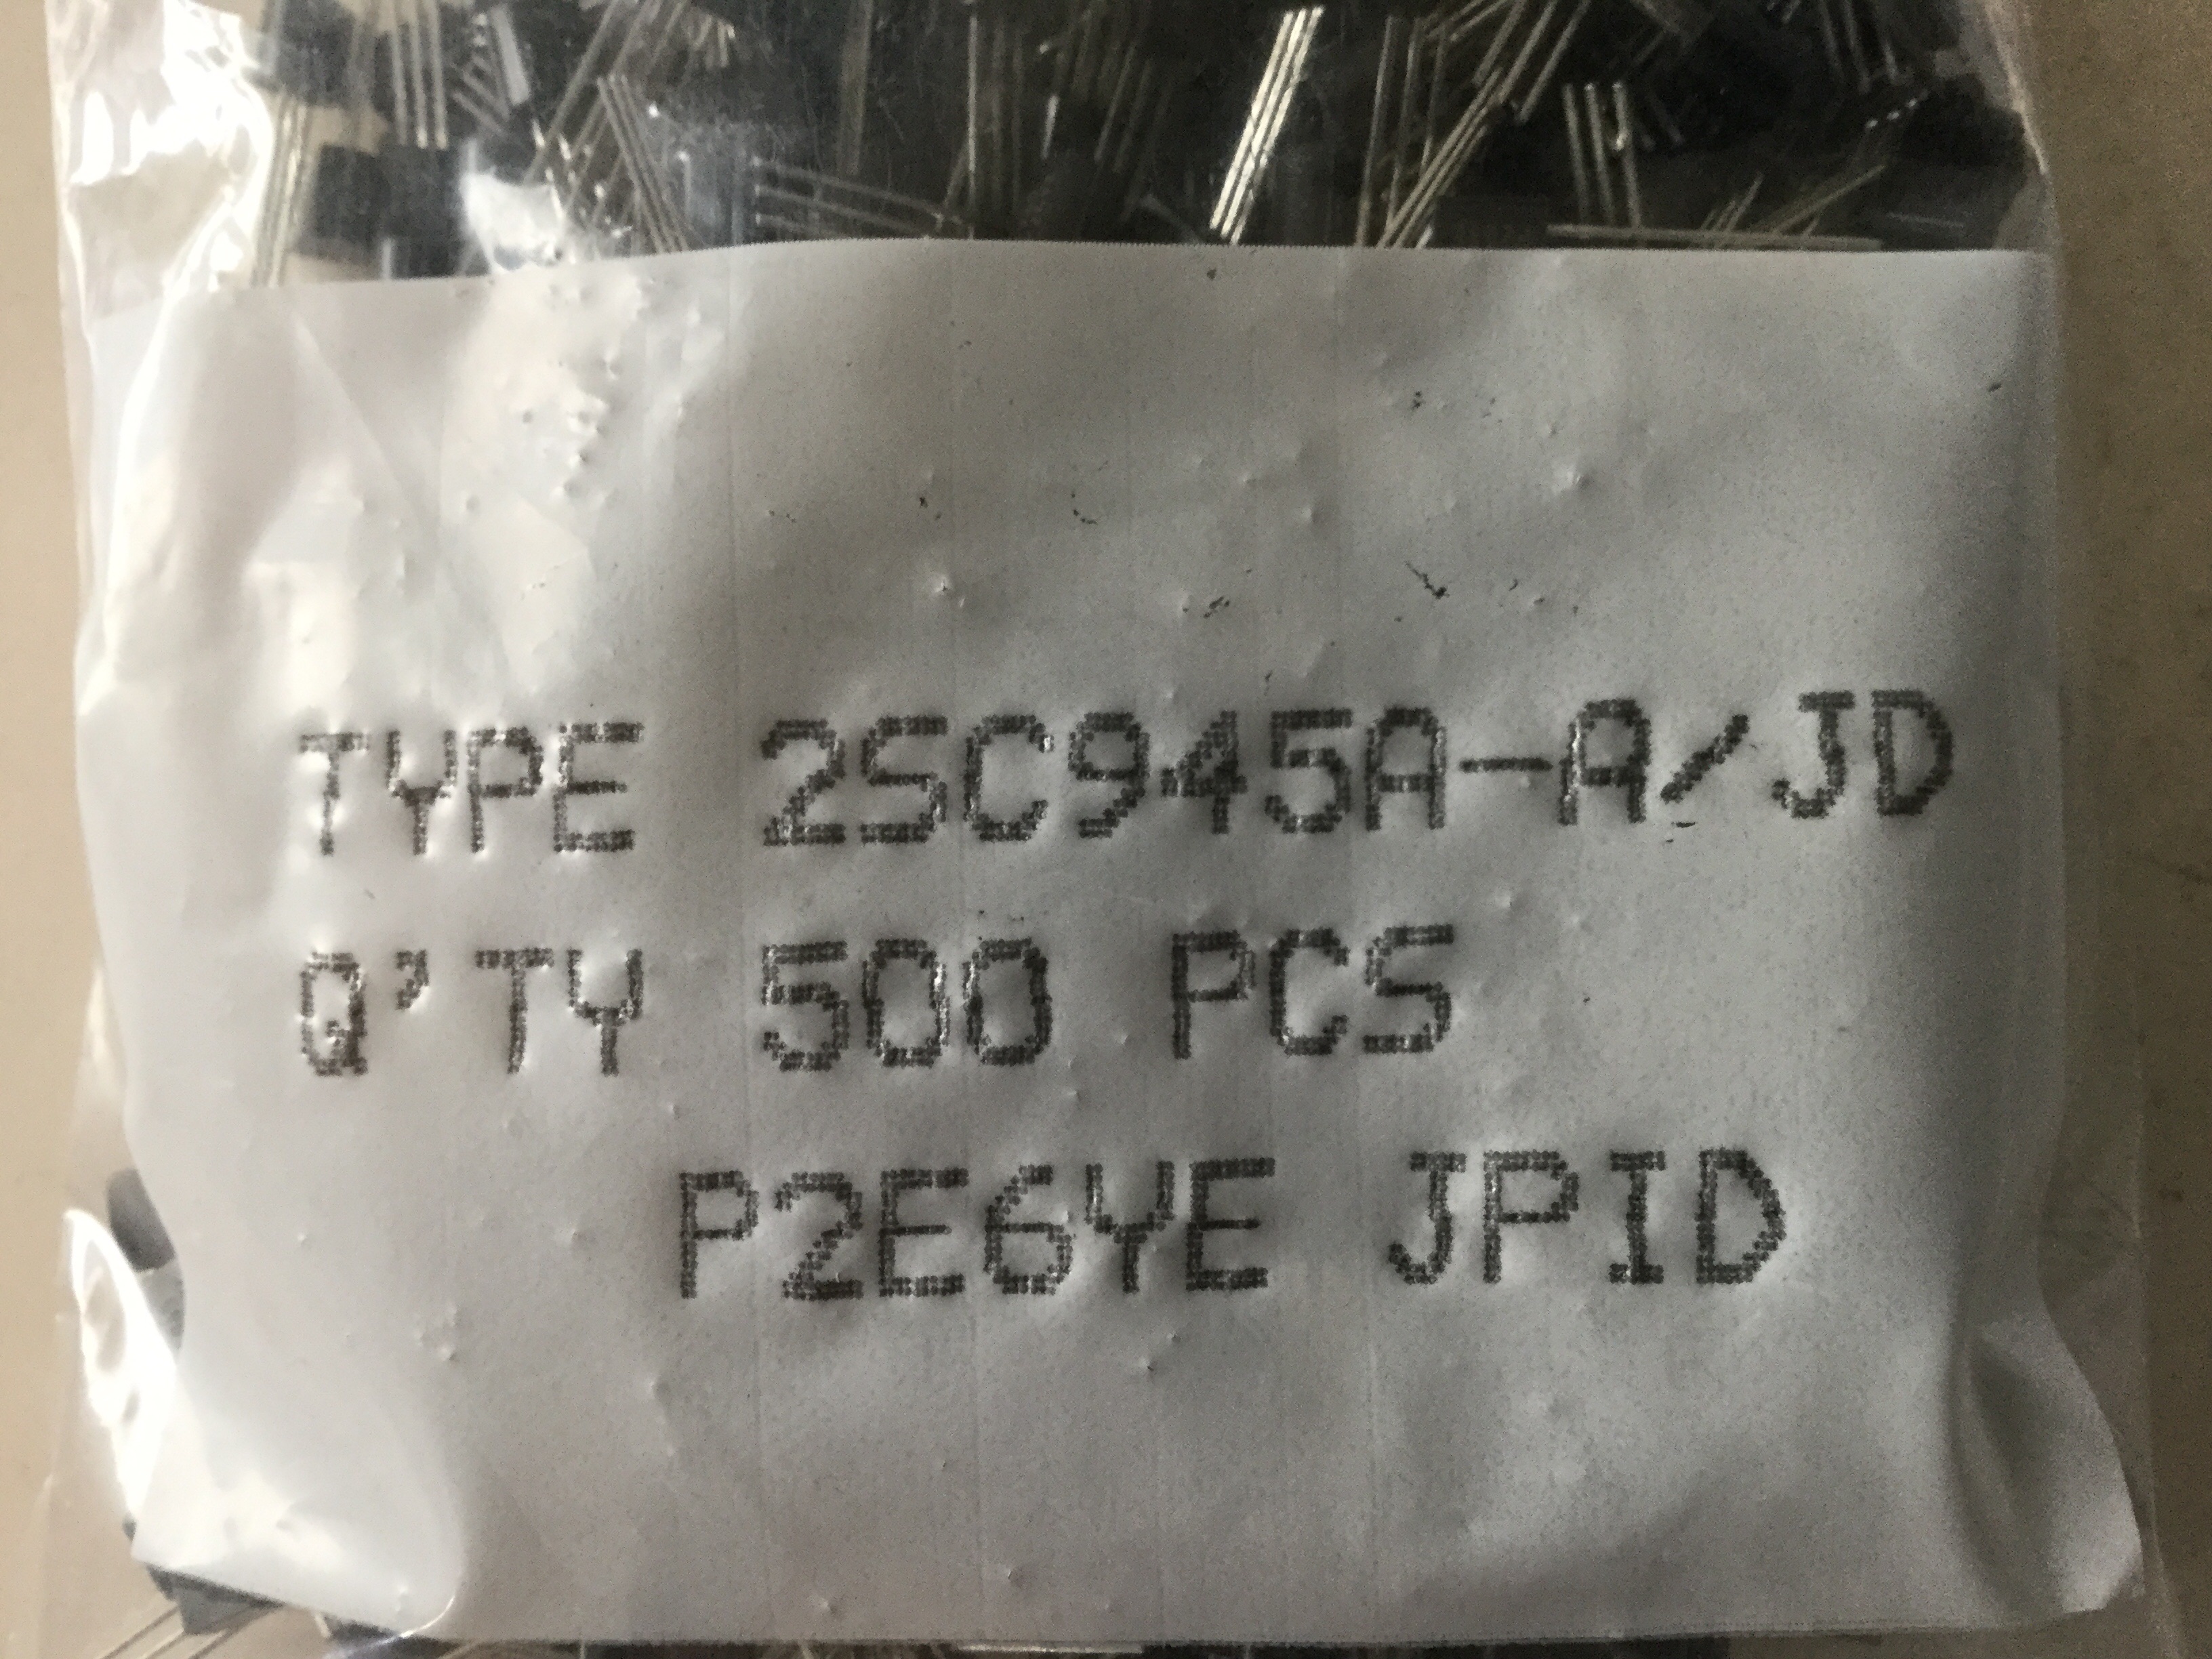 TYPE 2SC945A-A/JD
Q'TY 500 PCS
P2E6YE JPID